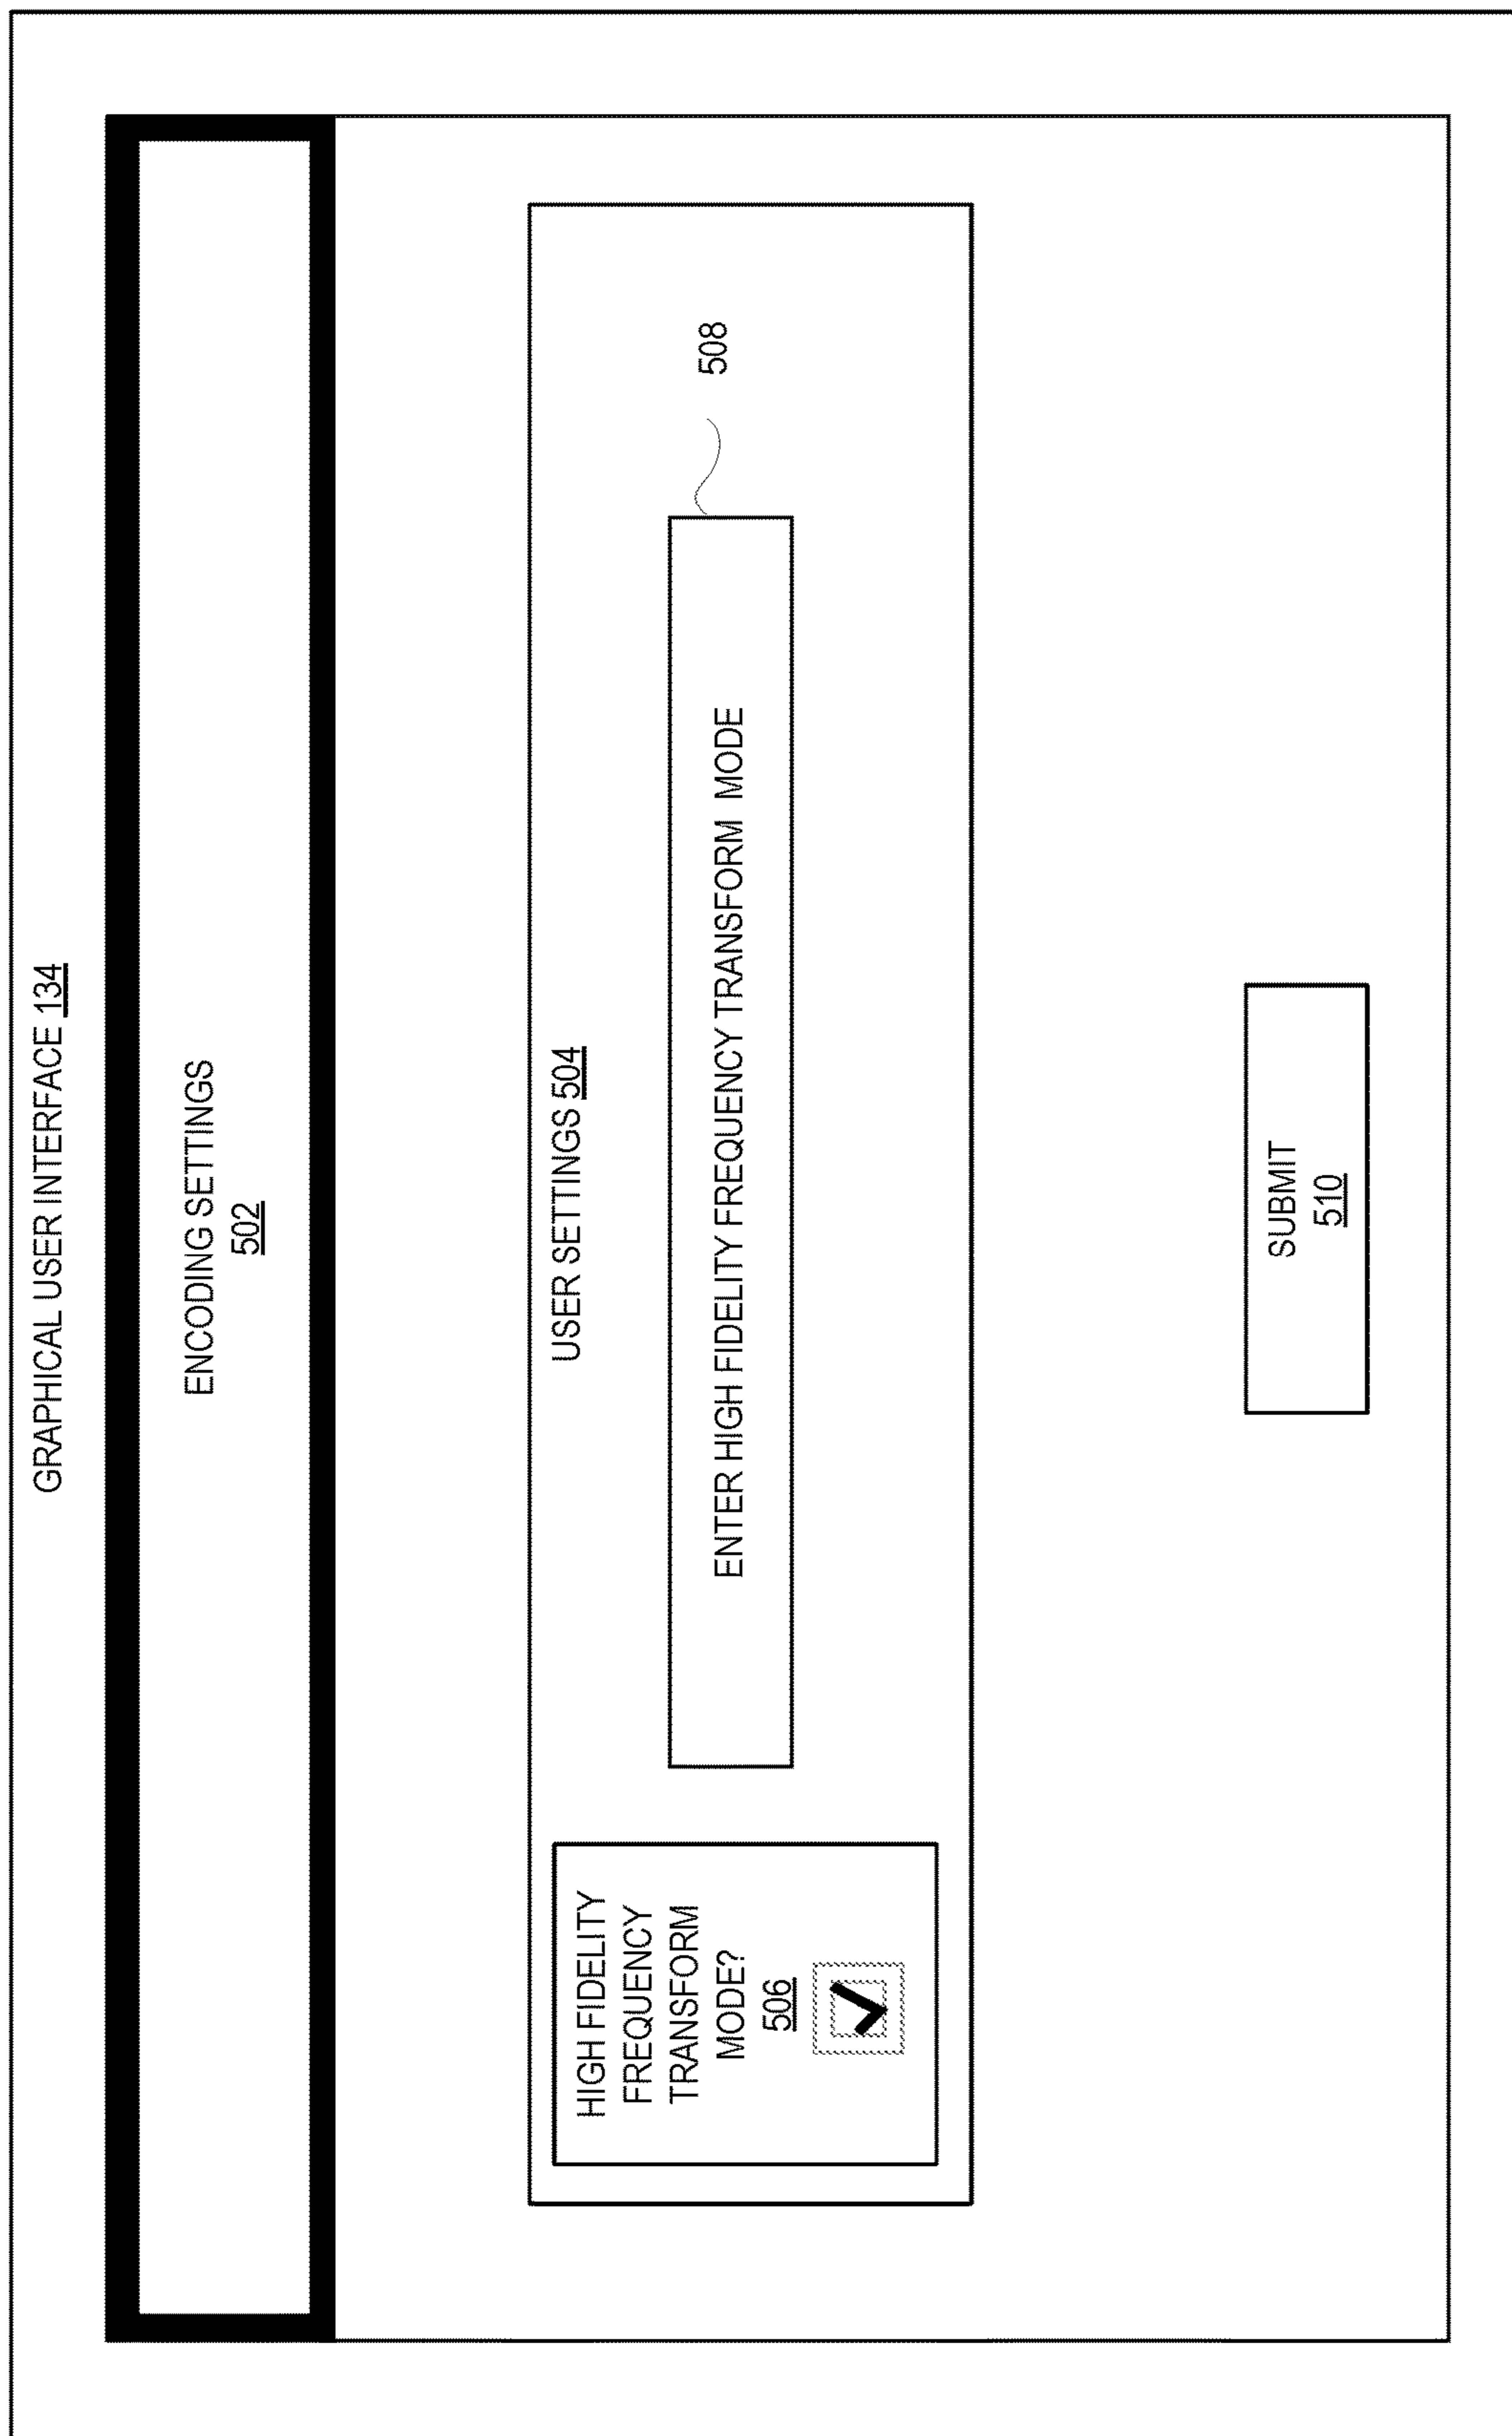 GRAPHICAL USER INTERFACE 134
ENCODING SETTINGS
502
USER SETTINGS 504
HIGH FIDELITY
FREQUENCY
TRANSFORM
MODE?
506
ENTER HIGH FIDELITY FREQUENCY TRANSFORM MODE
508
SUBMIT
510